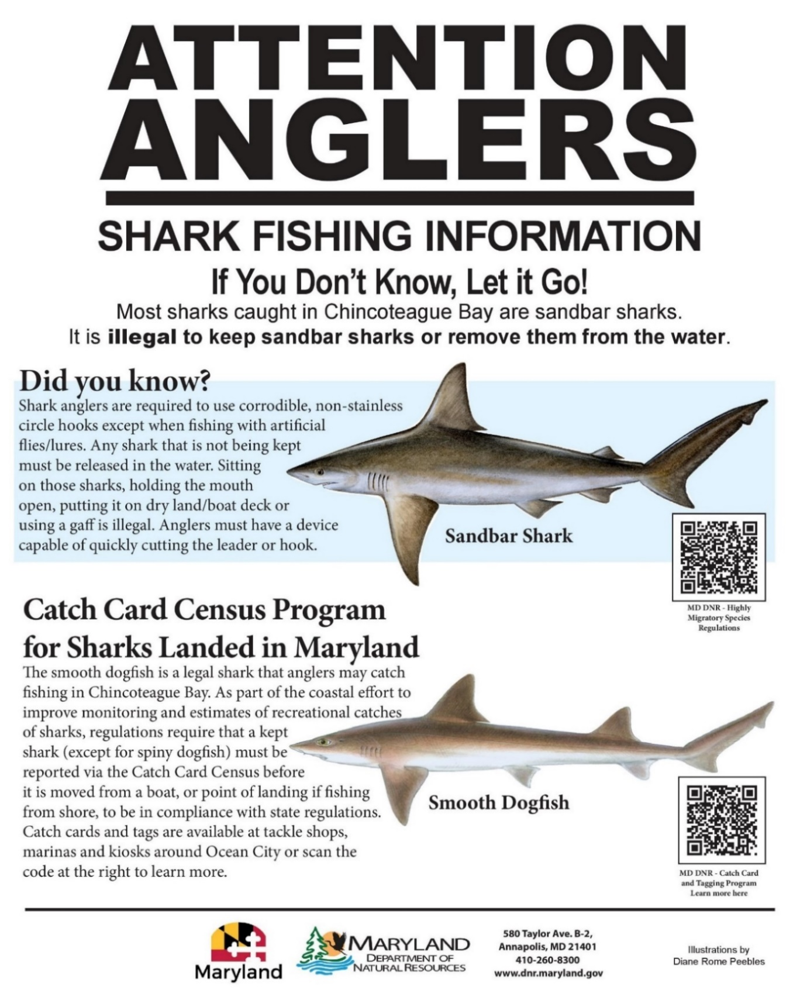 ATTENTION
ANGLERS
SHARK FISHING INFORMATION
If You Don't Know, Let it Go!
Most sharks caught in Chincoteague Bay are sandbar sharks.
It is illegal to keep sandbar sharks or remove them from the water.
Did you know?
Shark anglers are required to use corrodible, non-stainless
circle hooks except when fishing with artificial
flies/lures. Any shark that is not being kept
must be released in the water. Sitting
on those sharks, holding the mouth
open, putting it on dry land/boat deck or
using a gaff is illegal. Anglers must have a device
capable of quickly cutting the leader or hook.
Sandbar Shark
MD DNR - Highly
Migratory Species
Regulations
Catch Card Census Program
for Sharks Landed in Maryland
The smooth dogfish is a legal shark that anglers may catch
fishing in Chincoteague Bay. As part of the coastal effort to
improve monitoring and estimates of recreational catches
of sharks, regulations require that a kept
shark (except for spiny dogfish) must be
reported via the Catch Card Census before
it is moved from a boat, or point of landing if fishing
from shore, to be in compliance with state regulations.
Catch cards and tags are available at tackle shops,
marinas and kiosks around Ocean City or scan the
code at the right to learn more.
Smooth Dogfish
MD DNR - Catch Card
and Tagging Program
Learn more here
Maryland
MARYLAND
DEPARTMENT OF
NATURAL RESOURCES
580 Taylor Ave. B-2,
Annapolis, MD 21401
410-260-8300
www.dnr.maryland.gov
Illustrations by
Diane Rome Peebles